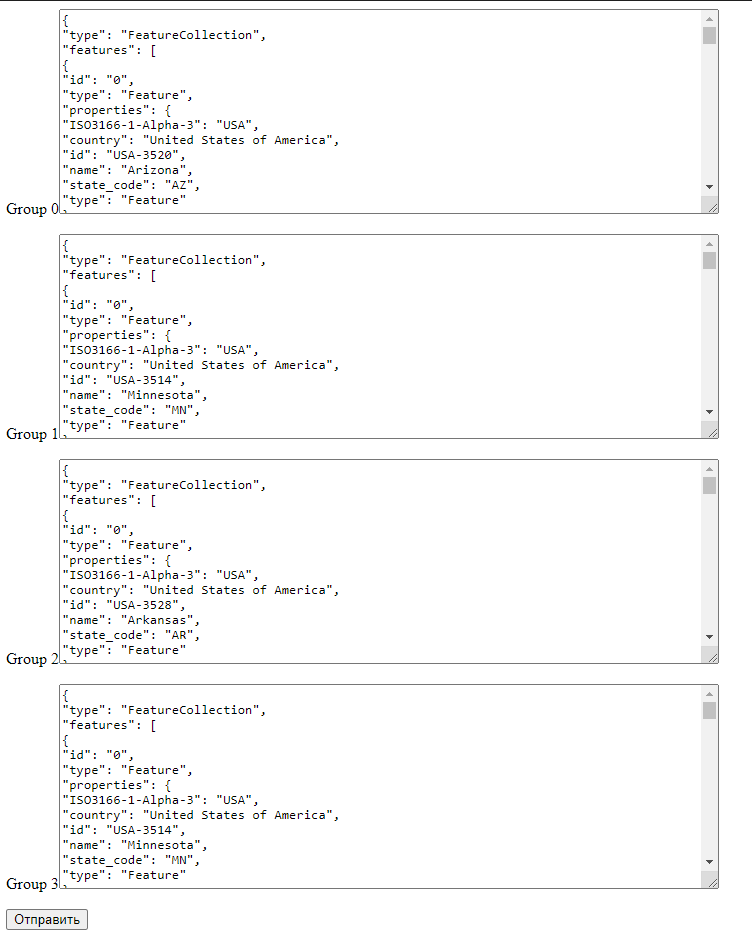 {
"type": "FeatureCollection",
"features": [
{
"id": "0",
"type": "Feature",
"properties": {
"ISO3166-1-Alpha-3": "USA",
"country": "United States of America",
"id": "USA-3520",
"name": "Arizona",
"state_code": "AZ",
"type": "Feature"
Group 0
{
"type": "FeatureCollection",
"features": [
{
"id": "0",
"type": "Feature",
"properties": {
"ISO3166-1-Alpha-3": "USA",
"country": "United States of America",
"id": "USA-3514",
"name": "Minnesota",
"state_code": "MN",
"type": "Feature"
Group 1
{
"type": "FeatureCollection",
"features": [
{
"id": "0",
"type": "Feature",
"properties": {
"ISO3166-1-Alpha-3": "USA",
"country": "United States of America",
"id": "USA-3528",
"name": "Arkansas",
"state_code": "AR",
"type": "Feature"
Group 2
{
"type": "FeatureCollection",
"features": [
{
"id": "0",
"type": "Feature",
"properties": {
"ISO3166-1-Alpha-3": "USA",
"country": "United States of America",
"id": "USA-3514",
"name": "Minnesota",
"state_code": "MN",
"type": "Feature"
Group 3
Отправить